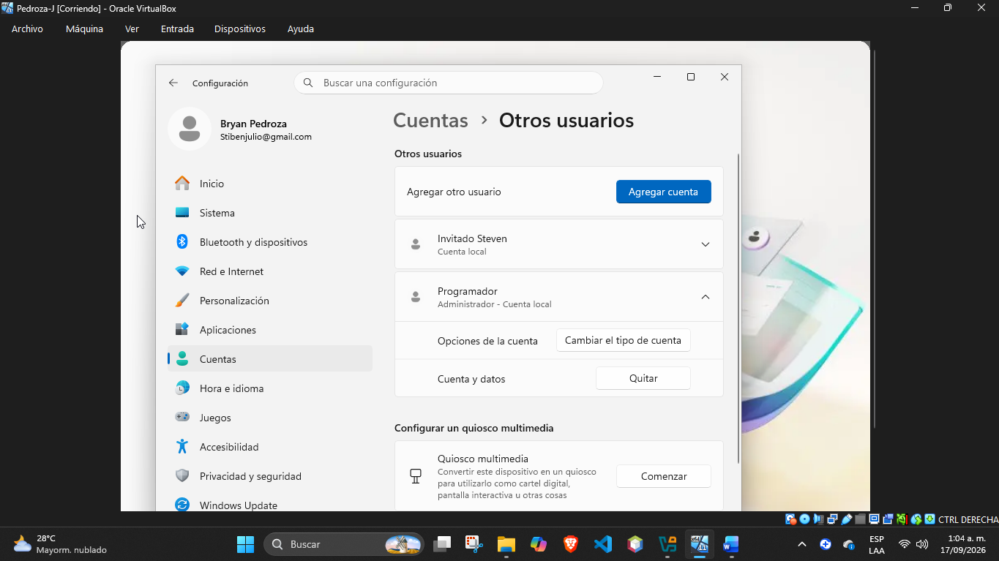 Pedroza-J [Corriendo] - Oracle VirtualBox
Archivo Máquina Ver Entrada Dispositivos Ayuda
Configuración
Buscar una configuración
Bryan Pedroza
Stibenjulio@gmail.com
Inicio
Sistema
Bluetooth y dispositivos
Red e Internet
Personalización
Aplicaciones
Cuentas
Hora e idioma
Juegos
Accesibilidad
Privacidad y seguridad
Windows Update
Cuentas > Otros usuarios
Otros usuarios
Agregar otro usuario
Agregar cuenta
Invitado Steven
Cuenta local
Programador
Administrador - Cuenta local
Opciones de la cuenta
Cambiar el tipo de cuenta
Cuenta y datos
Quitar
Configurar un quiosco multimedia
Quiosco multimedia
Convertir este dispositivo en un quiosco
para utilizarlo como cartel digital,
pantalla interactiva u otras cosas
Comenzar
CTRL DERECHA
28°C
Mayorm. nublado
Buscar
ESP
LAA
1:04 a. m.
17/09/2026